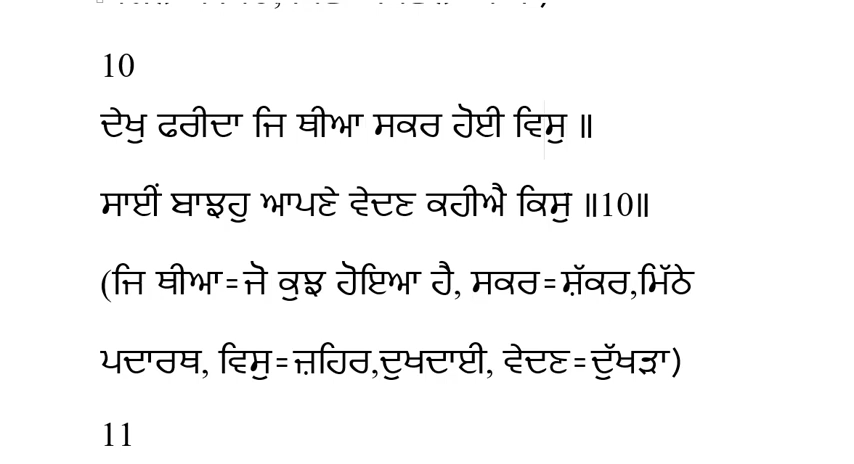 10
ਦੇਖੁ ਫਰੀਦਾ ਜਿ ਥੀਆ ਸਕਰ ਹੋਈ ਵਿਸੁ ॥
ਸਾਈਂ ਬਾਝਹੁ ਆਪਣੇ ਵੇਦਣ ਕਹੀਐ ਕਿਸੁ ॥10॥
(ਜਿ ਥੀਆ=ਜੋ ਕੁਝ ਹੋਇਆ ਹੈ, ਸਕਰ=ਸ਼ੱਕਰ,ਮਿੱਠੇ
ਪਦਾਰਥ, ਵਿਸੁ=ਜ਼ਹਿਰ,ਦੁਖਦਾਈ, ਵੇਦਣ=ਦੁੱਖੜਾ)
11